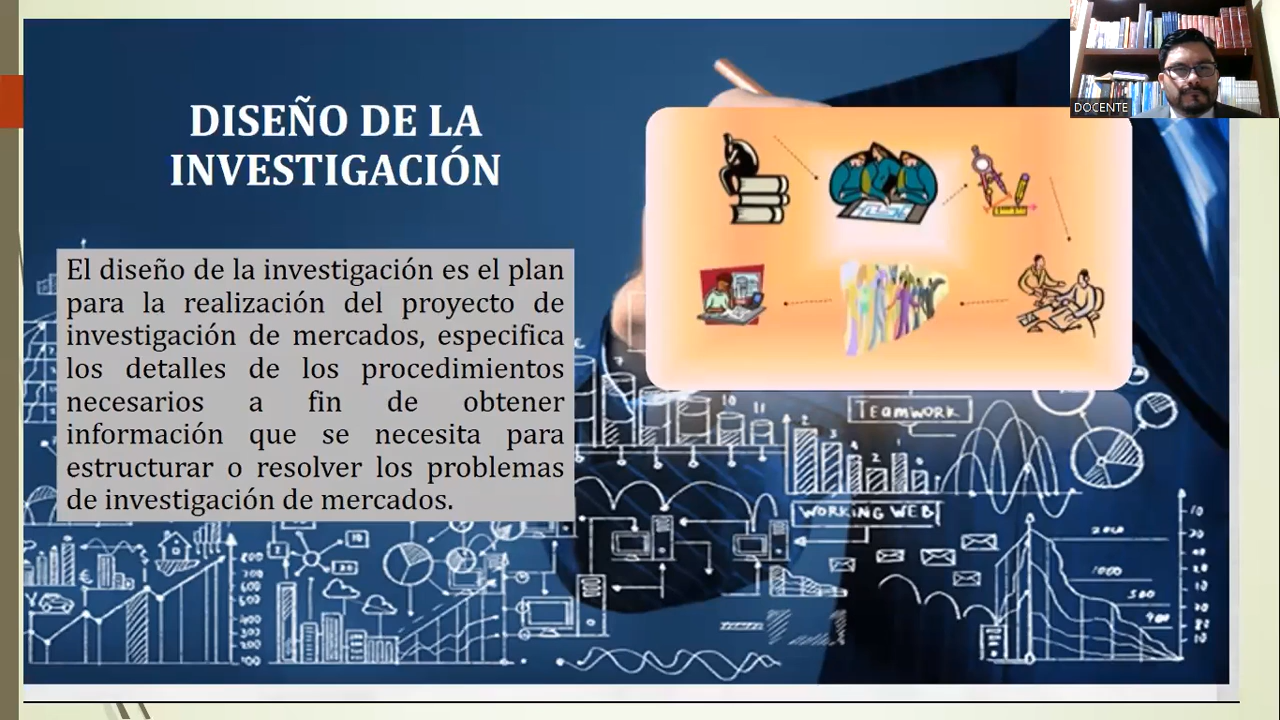 DISEÑO DE LA
INVESTIGACIÓN
El diseño de la investigación es el plan
para la realización del proyecto de
investigación de mercados, especifica
los detalles de los procedimientos
necesarios a fin de obtener
información que se necesita para
estructurar o resolver los problemas
de investigación de mercados.
DOCENTE
TEAMWORK
WORKING WEB